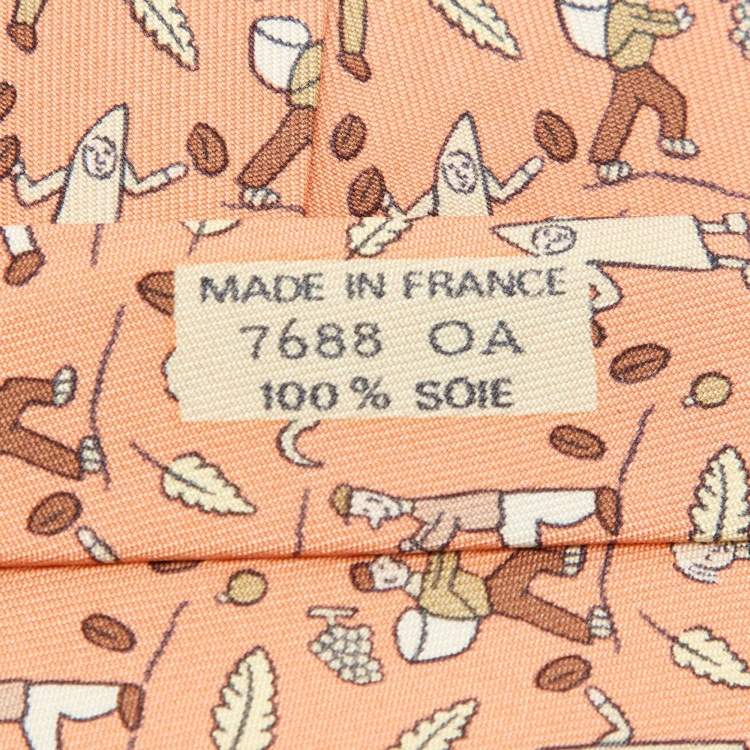 MADE IN FRANCE
7688 OA
100% SOIE